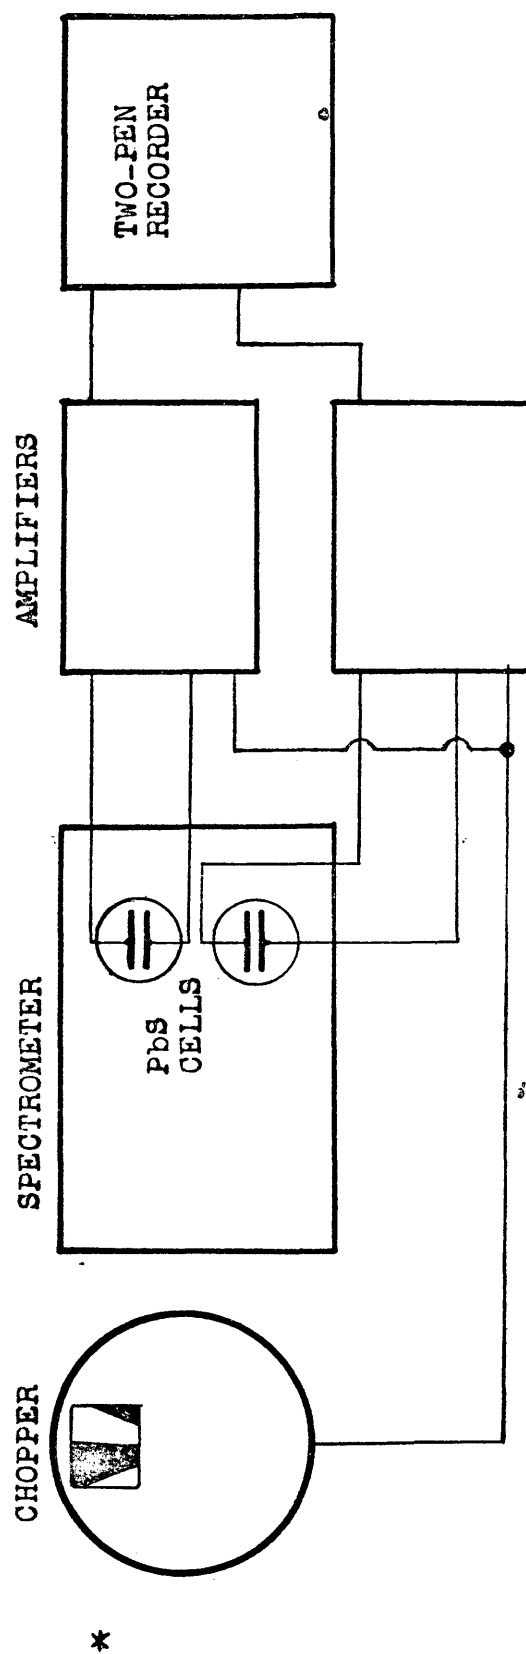 *
CHOPPER
SPECTROMETER
PbS
CELLS
AMPLIFIERS
TWO-PEN
RECORDER